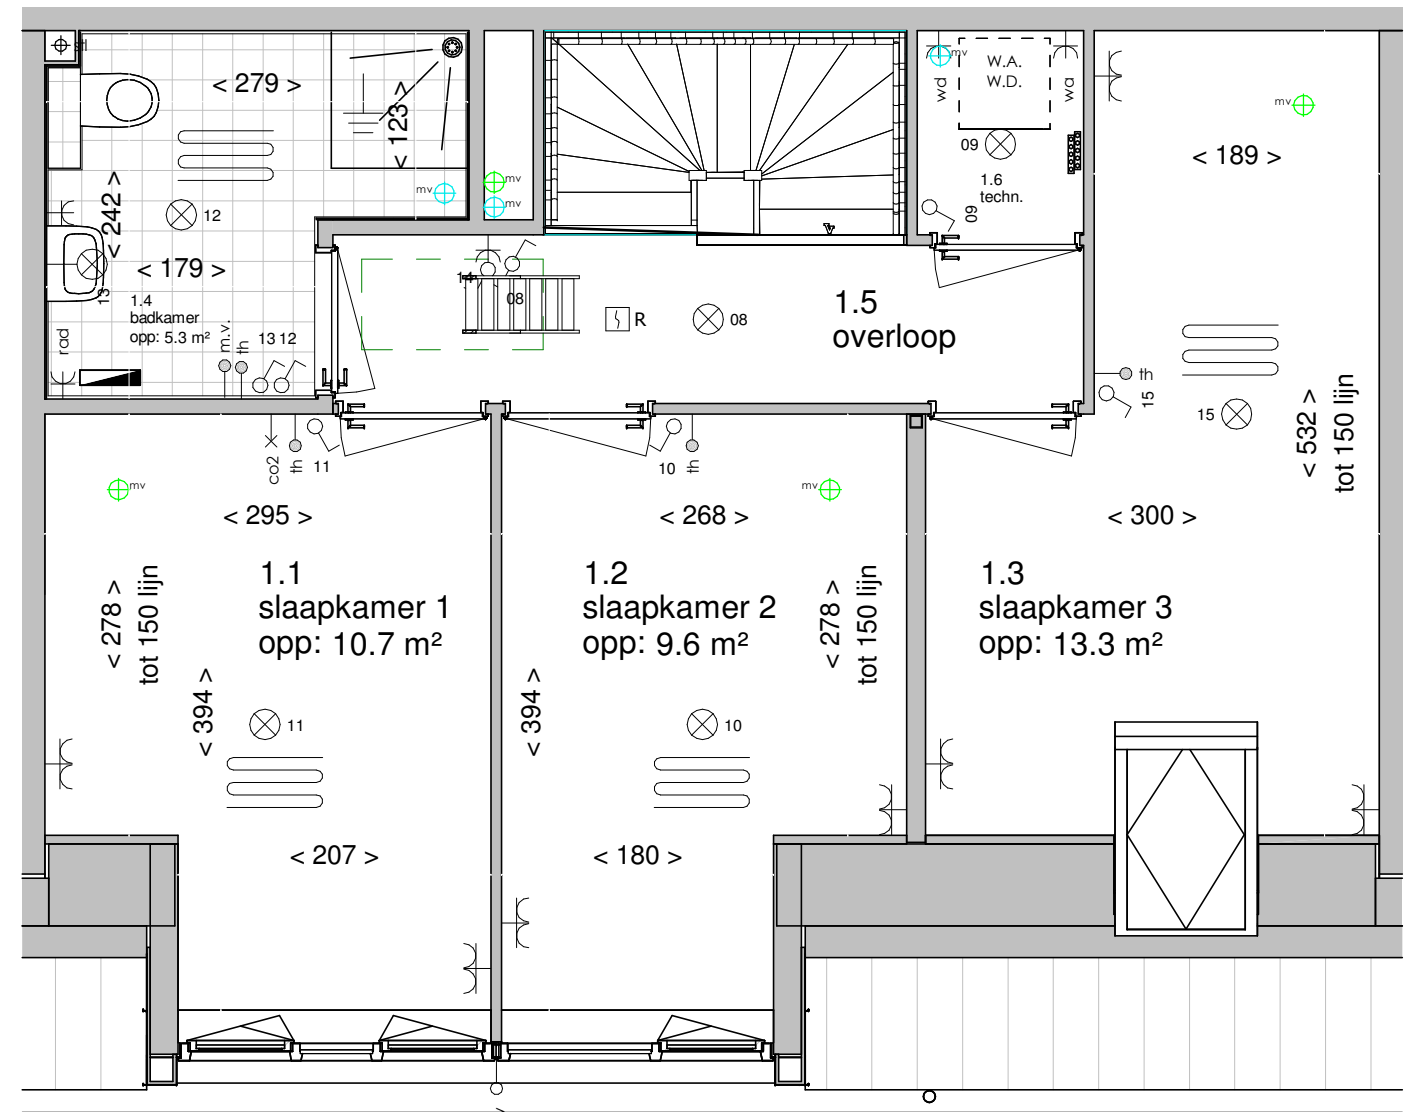 stl
< 279 >
< 123 >
mv
wd
W.A.
W.D.
wa
mv
09
< 189 >
mv
mv
mv
1.6
techn.
09
12
< 242 >
< 179 >
13
1.4
badkamer
opp: 5.3 m²
rad
m.v.
th
13 12
14
08
R
08
1.5
overloop
th
15
15
< 532 >
tot 150 lijn
co2
th
11
10
th
mv
mv
< 295 >
< 268 >
< 300 >
1.1
slaapkamer 1
opp: 10.7 m²
< 278 >
tot 150 lijn
< 394 >
1.2
slaapkamer 2
opp: 9.6 m²
< 278 >
tot 150 lijn
< 394 >
1.3
slaapkamer 3
opp: 13.3 m²
11
10
< 207 >
< 180 >